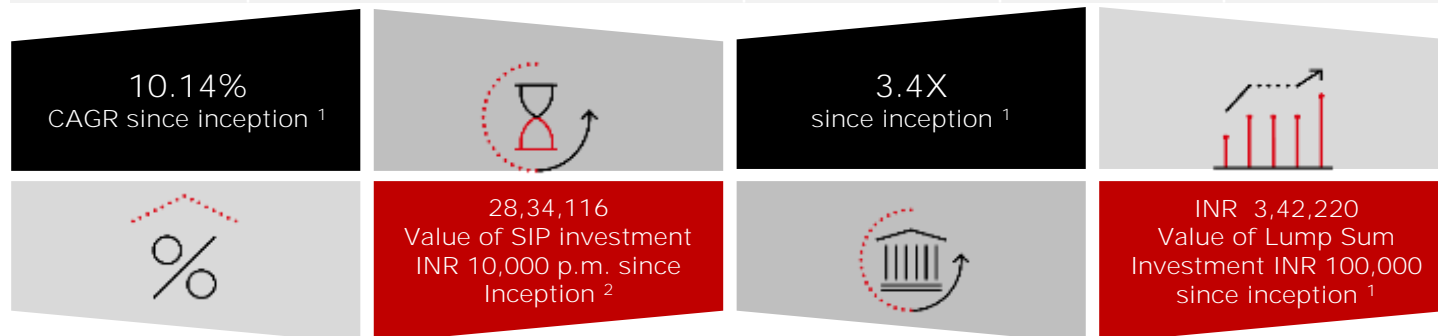 10.14%
CAGR since inception ¹
3.4X
since inception ¹
28,34,116
Value of SIP investment
INR 10,000 p.m. since
Inception ²
INR 3,42,220
Value of Lump Sum
Investment INR 100,000
since inception ¹